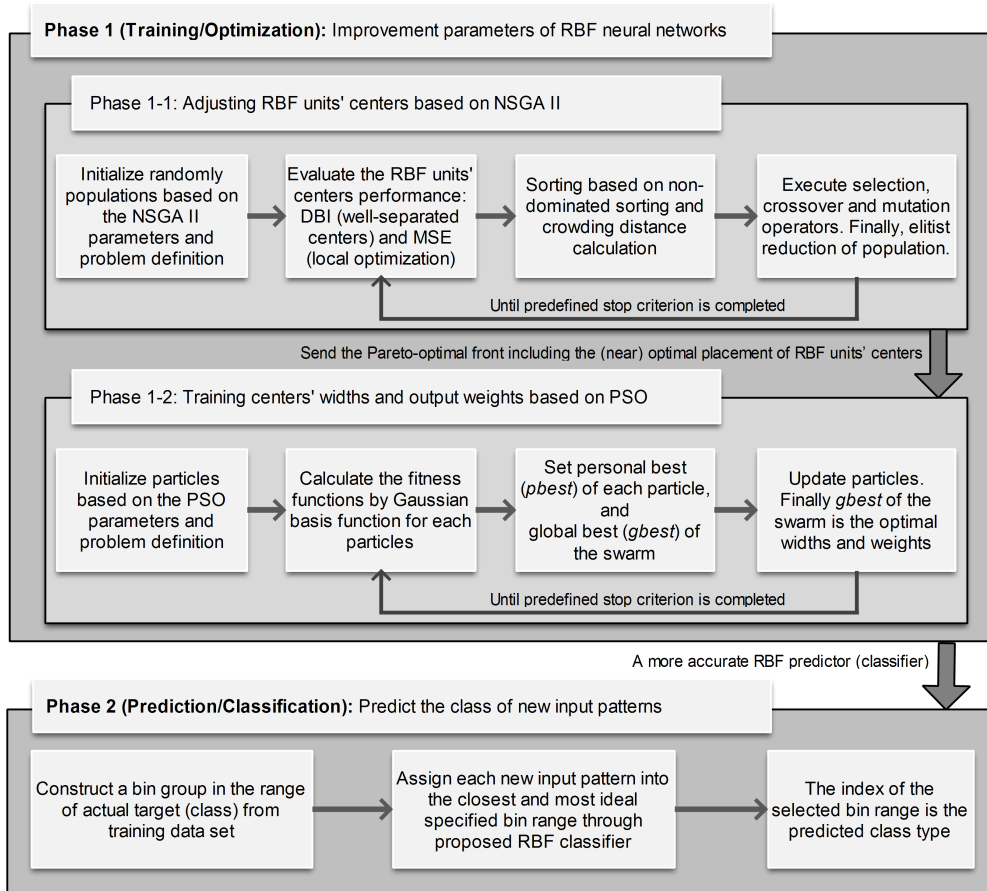 Phase 1 (Training/Optimization): Improvement parameters of RBF neural networks
Phase 1-1: Adjusting RBF units' centers based on NSGA II
Initialize randomly
populations based on
the NSGA II
parameters and
problem definition
Evaluate the RBF units'
centers performance:
DBI (well-separated
centers) and MSE
(local optimization)
Sorting based on non-
dominated sorting and
crowding distance
calculation
Execute selection,
crossover and mutation
operators. Finally, elitist
reduction of population.
Until predefined stop criterion is completed
Send the Pareto-optimal front including the (near) optimal placement of RBF units’ centers
Phase 1-2: Training centers' widths and output weights based on PSO
Initialize particles
based on the PSO
parameters and
problem definition
Calculate the fitness
functions by Gaussian
basis function for each
particles
Set personal best
(pbest) of each particle,
and
global best (gbest) of
the swarm
Update particles.
Finally gbest of the
swarm is the optimal
widths and weights
Until predefined stop criterion is completed
A more accurate RBF predictor (classifier)
Phase 2 (Prediction/Classification): Predict the class of new input patterns
Construct a bin group in the range
of actual target (class) from
training data set
Assign each new input pattern into
the closest and most ideal
specified bin range through
proposed RBF classifier
The index of the
selected bin range is the
predicted class type